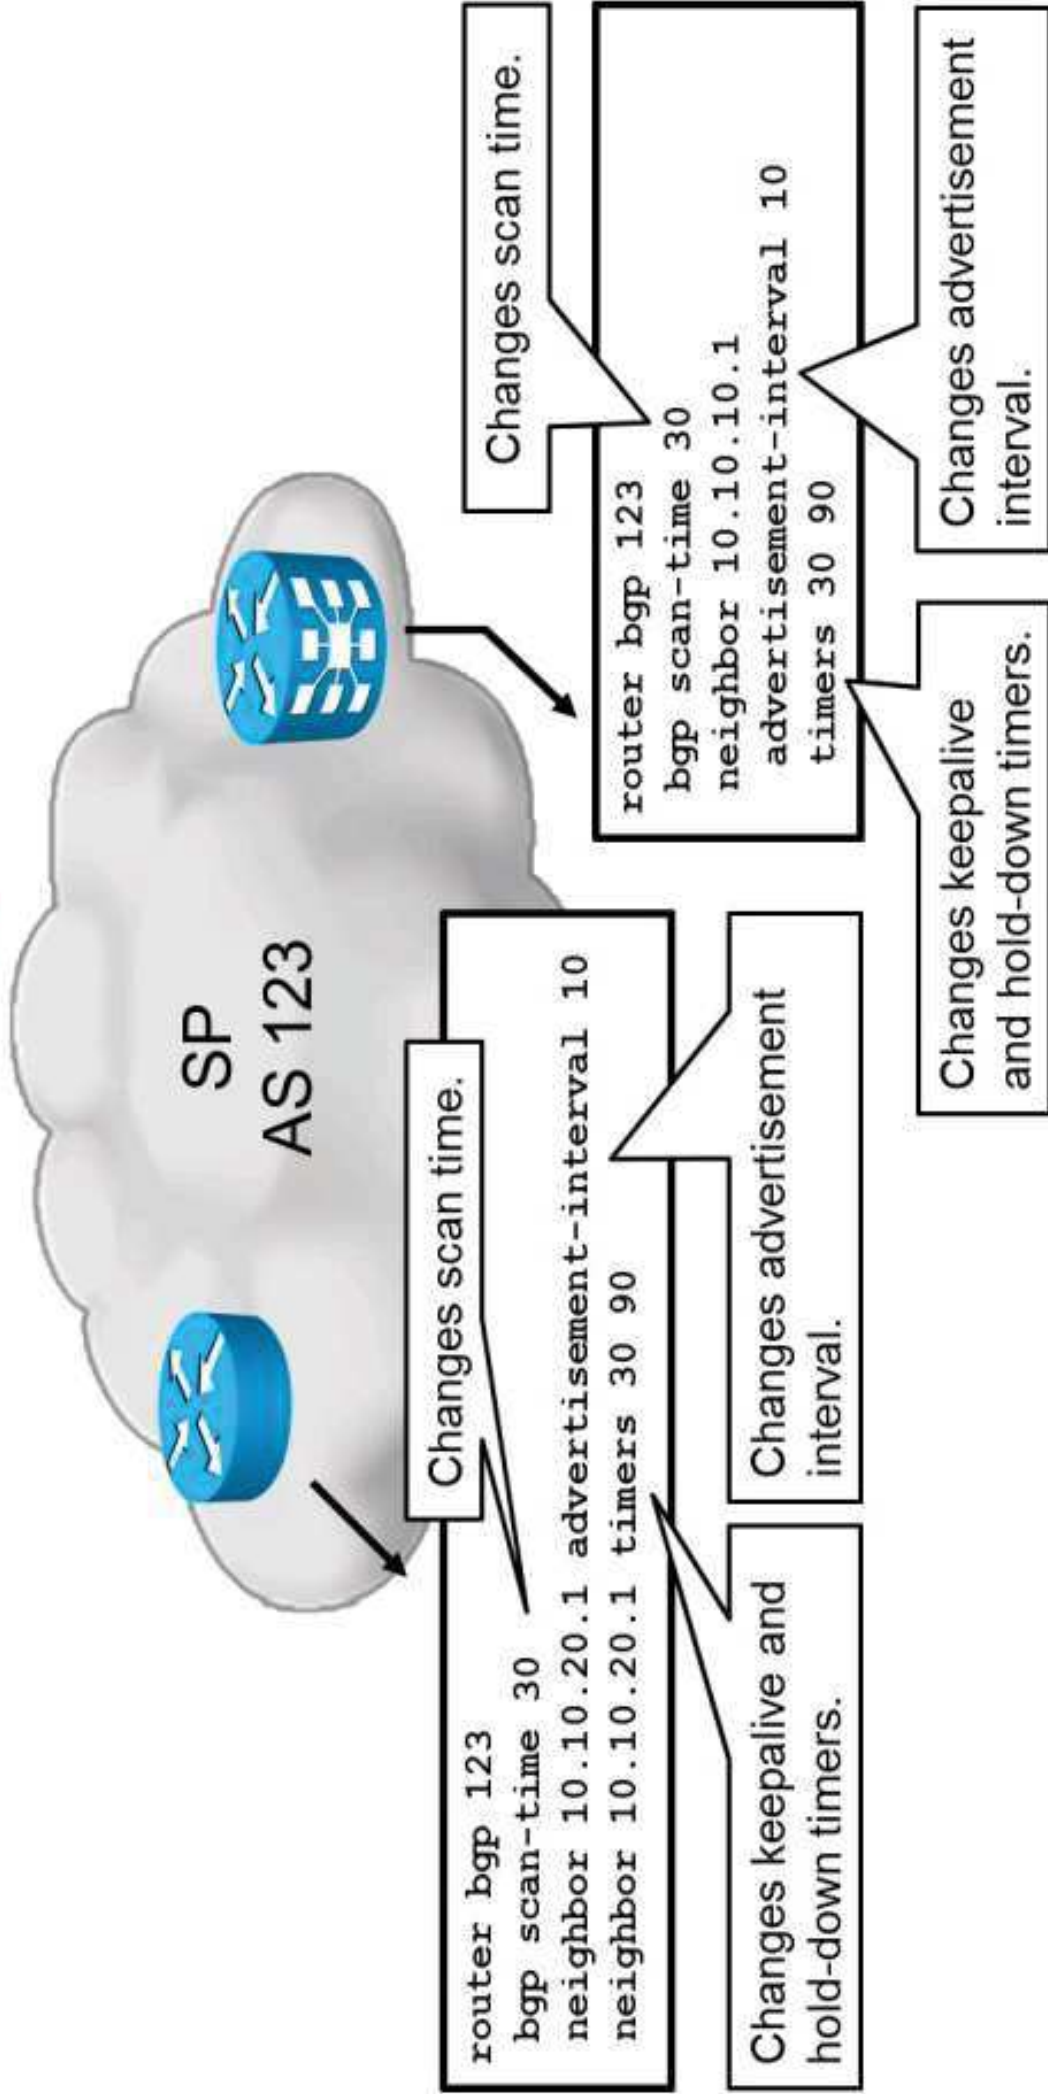 SP
AS 123
Changes scan time.
router bgp 123
bgp scan-time 30
neighbor 10.10.20.1 advertisement-interval 10
neighbor 10.10.20.1 timers 30 90
Changes keepalive and
hold-down timers.
Changes advertisement
interval.
Changes scan time.
router bgp 123
bgp scan-time 30
neighbor 10.10.10.1
advertisement-interval 10
timers 30 90
Changes keepalive
and hold-down timers.
Changes advertisement
interval.